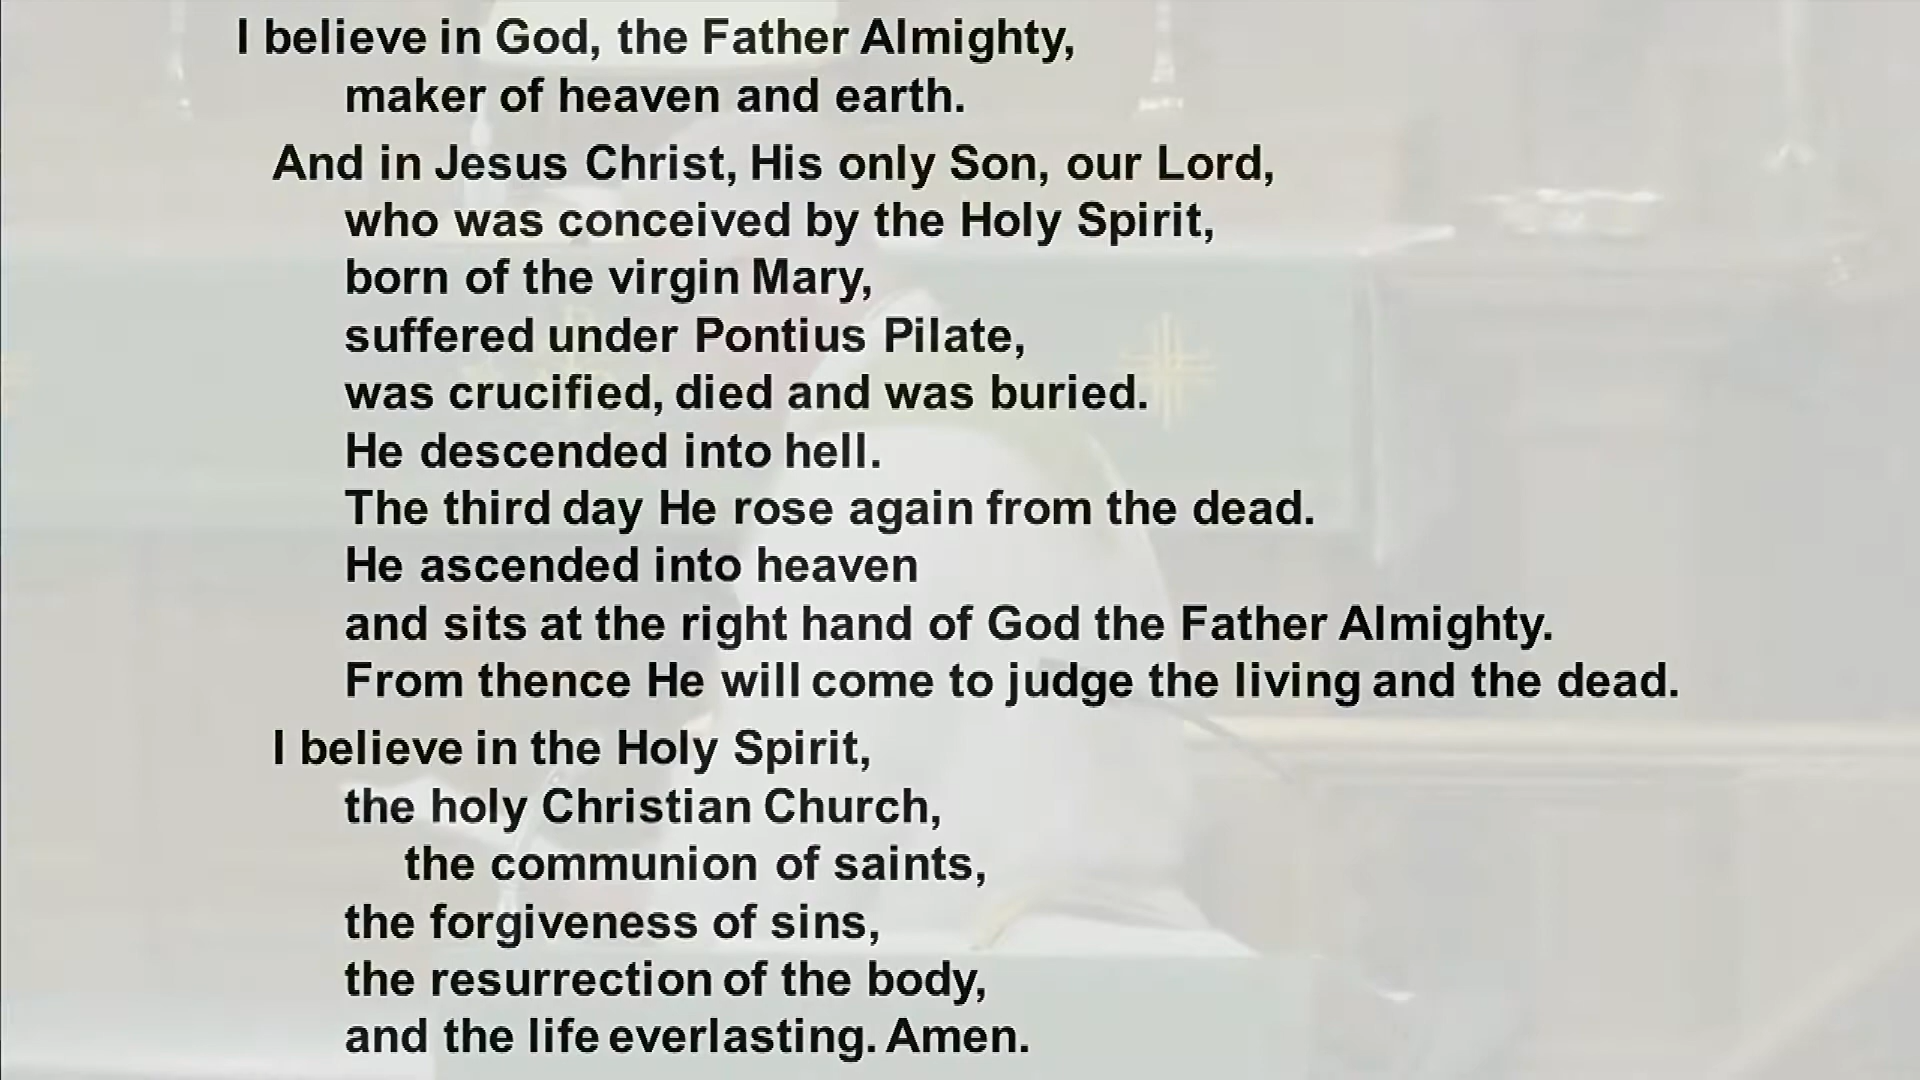 I believe in God, the Father Almighty,
maker of heaven and earth.
And in Jesus Christ, His only Son, our Lord,
who was conceived by the Holy Spirit,
born of the virgin Mary,
suffered under Pontius Pilate,
was crucified, died and was buried.
He descended into hell.
The third day He rose again from the dead.
He ascended into heaven
and sits at the right hand of God the Father Almighty.
From thence He will come to judge the living and the dead.
I believe in the Holy Spirit,
the holy Christian Church,
the communion of saints,
the forgiveness of sins,
the resurrection of the body,
and the life everlasting. Amen.